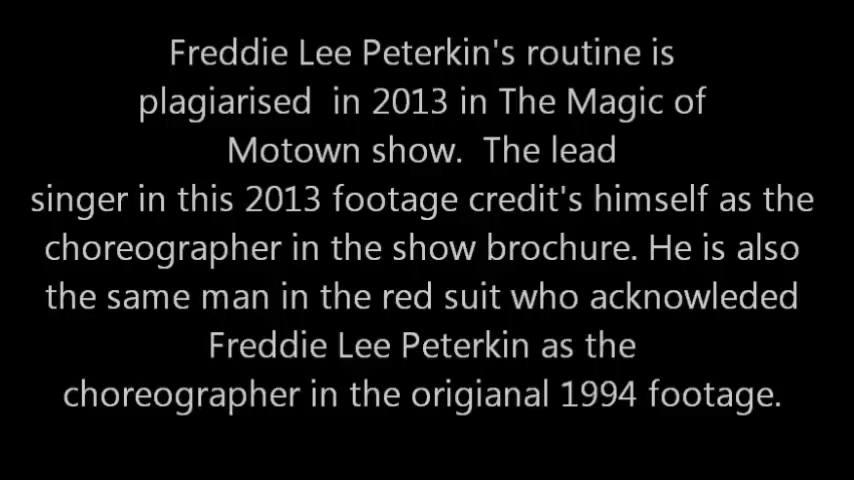 Freddie Lee Peterkin's routine is
plagiarised  in 2013 in The Magic of
Motown show.  The lead
singer in this 2013 footage credit's himself as the
choreographer in the show brochure. He is also
the same man in the red suit who acknowleded
Freddie Lee Peterkin as the
choreographer in the origianal 1994 footage.